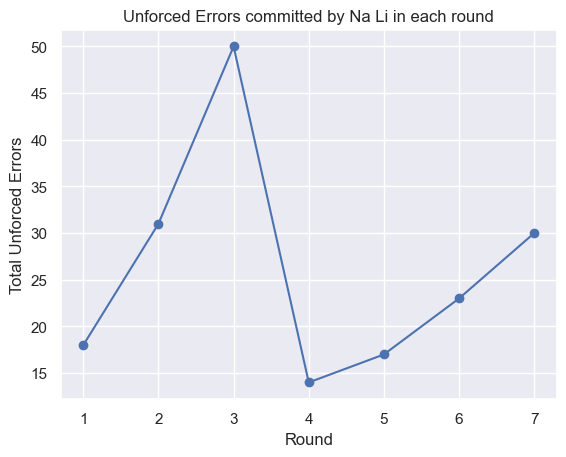 Unforced Errors committed by Na Li in each round
Total Unforced Errors
50
45
40
35
30
25
20
15
1 2 3 4 5 6 7
Round